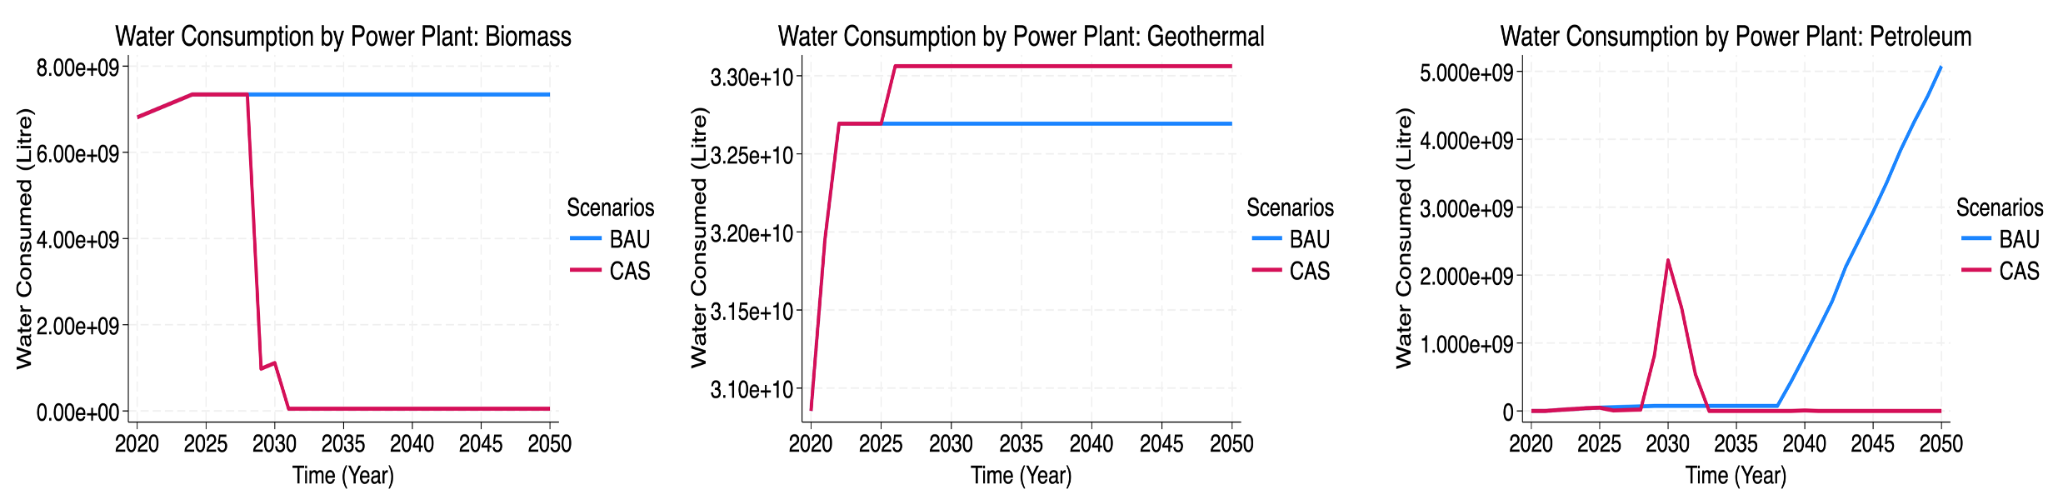 Water Consumption by Power Plant: Biomass
8.00e+09
6.00e+09
4.00e+09
2.00e+09
0.00e+00
Water Consumed (Litre)
2020 2025 2030 2035 2040 2045 2050
Time (Year)
Scenarios
BAU
CAS
Water Consumption by Power Plant: Geothermal
3.30e+10
3.25e+10
3.20e+10
3.15e+10
3.10e+10
Water Consumed (Litre)
2020 2025 2030 2035 2040 2045 2050
Time (Year)
Scenarios
BAU
CAS
Water Consumption by Power Plant: Petroleum
5.000e+09
4.000e+09
3.000e+09
2.000e+09
1.000e+09
0
Water Consumed (Litre)
2020 2025 2030 2035 2040 2045 2050
Time (Year)
Scenarios
BAU
CAS